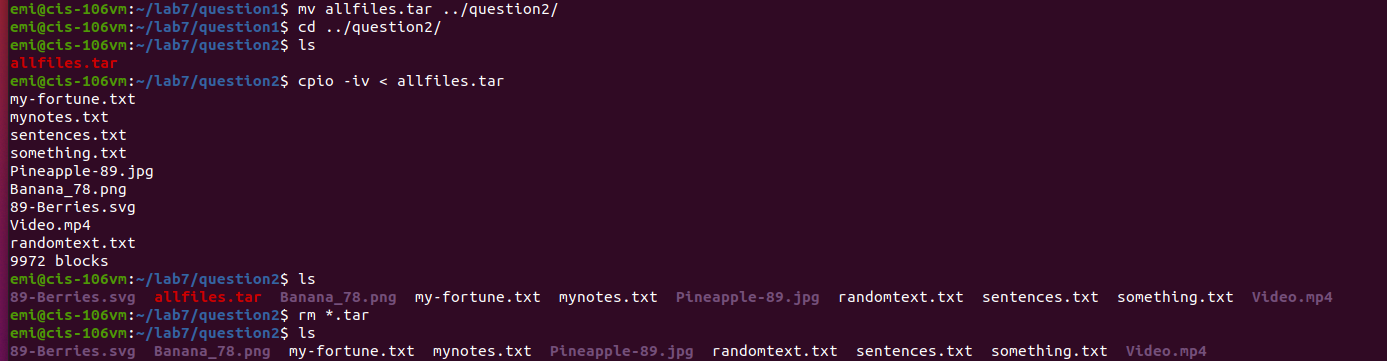 emi@cis-106vm:~/lab7/question1$ mv allfiles.tar ../question2/
emi@cis-106vm:~/lab7/question1$ cd ../question2/
emi@cis-106vm:~/lab7/question2$ ls
allfiles.tar
emi@cis-106vm:~/lab7/question2$ cpio -iv < allfiles.tar
my-fortune.txt
mynotes.txt
sentences.txt
something.txt
Pineapple-89.jpg
Banana_78.png
89-Berries.svg
Video.mp4
randomtext.txt
9972 blocks
emi@cis-106vm:~/lab7/question2$ ls
89-Berries.svg  allfiles.tar  Banana_78.png  my-fortune.txt  mynotes.txt  Pineapple-89.jpg  randomtext.txt  sentences.txt  something.txt  Video.mp4
emi@cis-106vm:~/lab7/question2$ rm *.tar
emi@cis-106vm:~/lab7/question2$ ls
89-Berries.svg  Banana_78.png  my-fortune.txt  mynotes.txt  Pineapple-89.jpg  randomtext.txt  sentences.txt  something.txt  Video.mp4